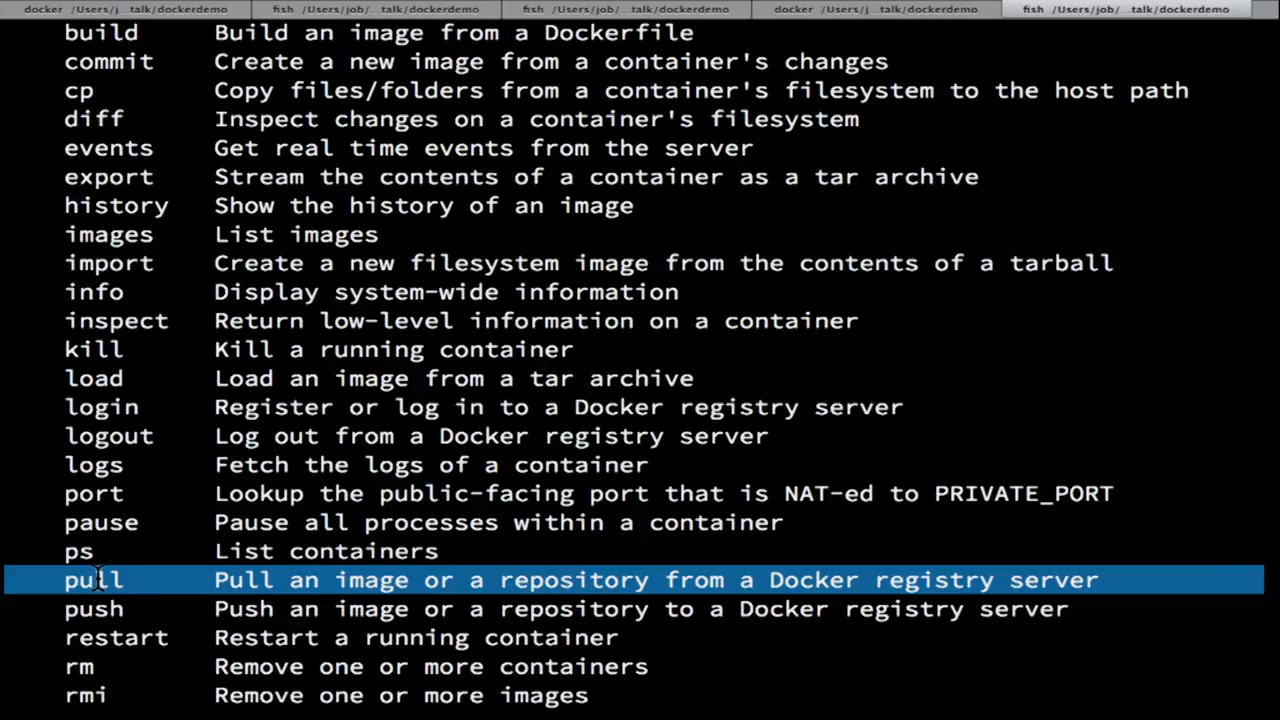 docker /Users/j...talk/dockerdemo
fish /Users/job/...talk/dockerdemo
fish /Users/job/...talk/dockerdemo
docker /Users/j...talk/dockerdemo
fish /Users/job/...talk/dockerdemo
build Build an image from a Dockerfile
commit Create a new image from a container's changes
cp Copy files/folders from a container's filesystem to the host path
diff Inspect changes on a container's filesystem
events Get real time events from the server
export Stream the contents of a container as a tar archive
history Show the history of an image
images List images
import Create a new filesystem image from the contents of a tarball
info Display system-wide information
inspect Return low-level information on a container
kill Kill a running container
load Load an image from a tar archive
login Register or log in to a Docker registry server
logout Log out from a Docker registry server
logs Fetch the logs of a container
port Lookup the public-facing port that is NAT-ed to PRIVATE_PORT
pause Pause all processes within a container
ps List containers
pull Pull an image or a repository from a Docker registry server
push Push an image or a repository to a Docker registry server
restart Restart a running container
rm Remove one or more containers
rmi Remove one or more images